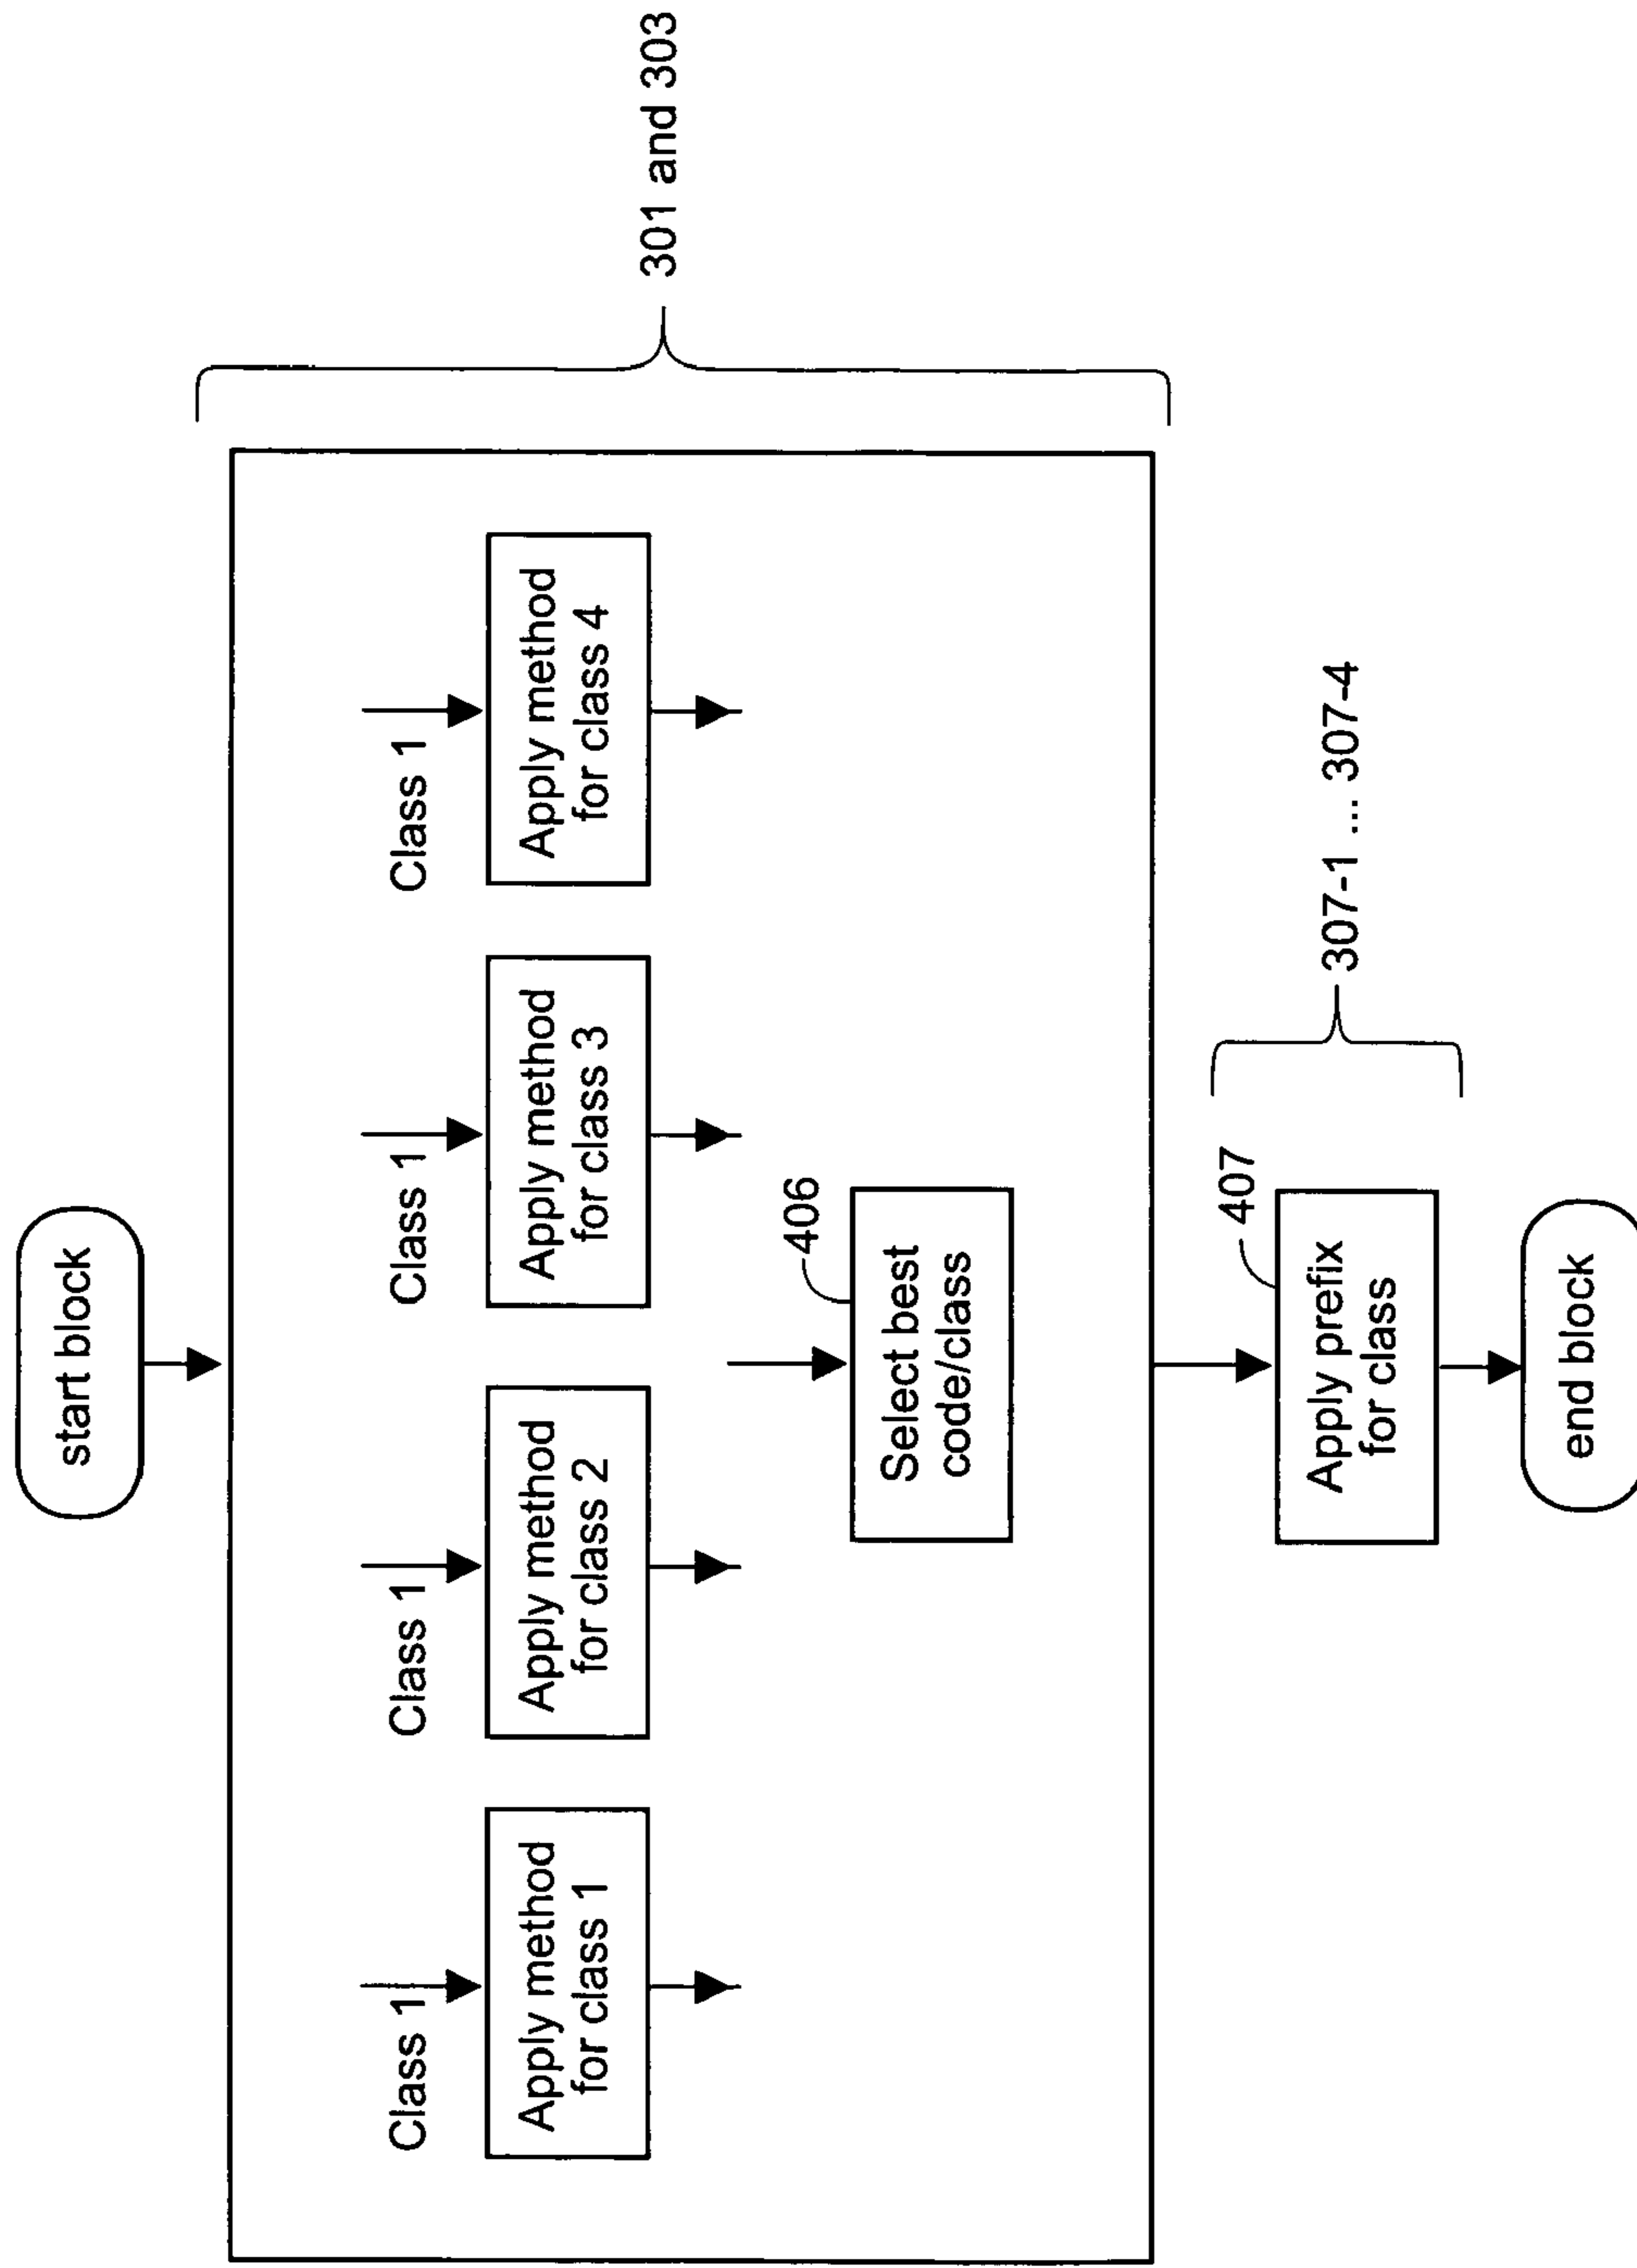 start block
301 and 303
Class 1
Class 1
Class 1
Class 1
Apply method
for class 1
Apply method
for class 2
Apply method
for class 3
Apply method
for class 4
406
Select best
code/class
407
307-1 ... 307-4
Apply prefix
for class
end block